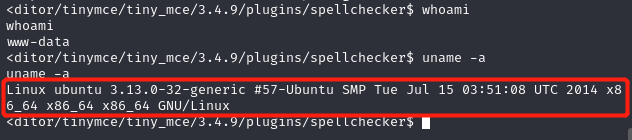 <ditor/tinymce/tiny_mce/3.4.9/plugins/spellchecker$ whoami
whoami
www-data
<ditor/tinymce/tiny_mce/3.4.9/plugins/spellchecker$ uname -a
uname -a
Linux ubuntu 3.13.0-32-generic #57-Ubuntu SMP Tue Jul 15 03:51:08 UTC 2014 x8
6_64 x86_64 x86_64 GNU/Linux
<ditor/tinymce/tiny_mce/3.4.9/plugins/spellchecker$